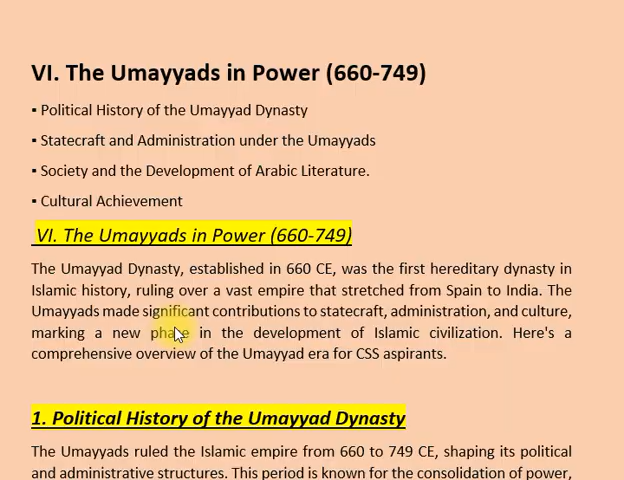 VI. The Umayyads in Power (660-749)
▪ Political History of the Umayyad Dynasty
▪ Statecraft and Administration under the Umayyads
▪ Society and the Development of Arabic Literature.
▪ Cultural Achievement
VI. The Umayyads in Power (660-749)
The Umayyad Dynasty, established in 660 CE, was the first hereditary dynasty in
Islamic history, ruling over a vast empire that stretched from Spain to India. The
Umayyads made significant contributions to statecraft, administration, and culture,
marking a new phase in the development of Islamic civilization. Here's a
comprehensive overview of the Umayyad era for CSS aspirants.
1. Political History of the Umayyad Dynasty
The Umayyads ruled the Islamic empire from 660 to 749 CE, shaping its political
and administrative structures. This period is known for the consolidation of power,